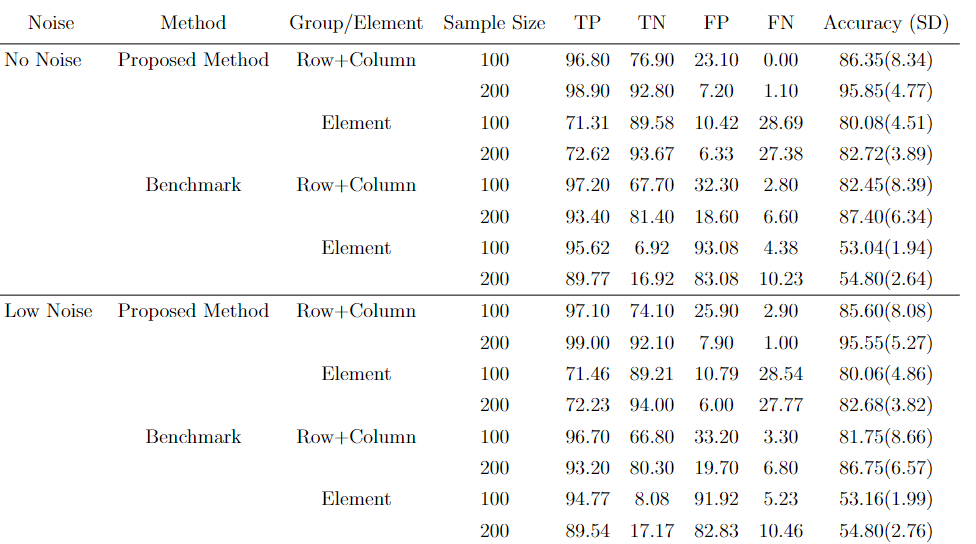 Noise Method Group/Element Sample Size TP TN FP FN Accuracy (SD)
No Noise Proposed Method Row+Column 100 96.80 76.90 23.10 0.00 86.35(8.34)
200 98.90 92.80 7.20 1.10 95.85(4.77)
Element 100 71.31 89.58 10.42 28.69 80.08(4.51)
200 72.62 93.67 6.33 27.38 82.72(3.89)
Benchmark Row+Column 100 97.20 67.70 32.30 2.80 82.45(8.39)
200 93.40 81.40 18.60 6.60 87.40(6.34)
Element 100 95.62 6.92 93.08 4.38 53.04(1.94)
200 89.77 16.92 83.08 10.23 54.80(2.64)
Low Noise Proposed Method Row+Column 100 97.10 74.10 25.90 2.90 85.60(8.08)
200 99.00 92.10 7.90 1.00 95.55(5.27)
Element 100 71.46 89.21 10.79 28.54 80.06(4.86)
200 72.23 94.00 6.00 27.77 82.68(3.82)
Benchmark Row+Column 100 96.70 66.80 33.20 3.30 81.75(8.66)
200 93.20 80.30 19.70 6.80 86.75(6.57)
Element 100 94.77 8.08 91.92 5.23 53.16(1.99)
200 89.54 17.17 82.83 10.46 54.80(2.76)